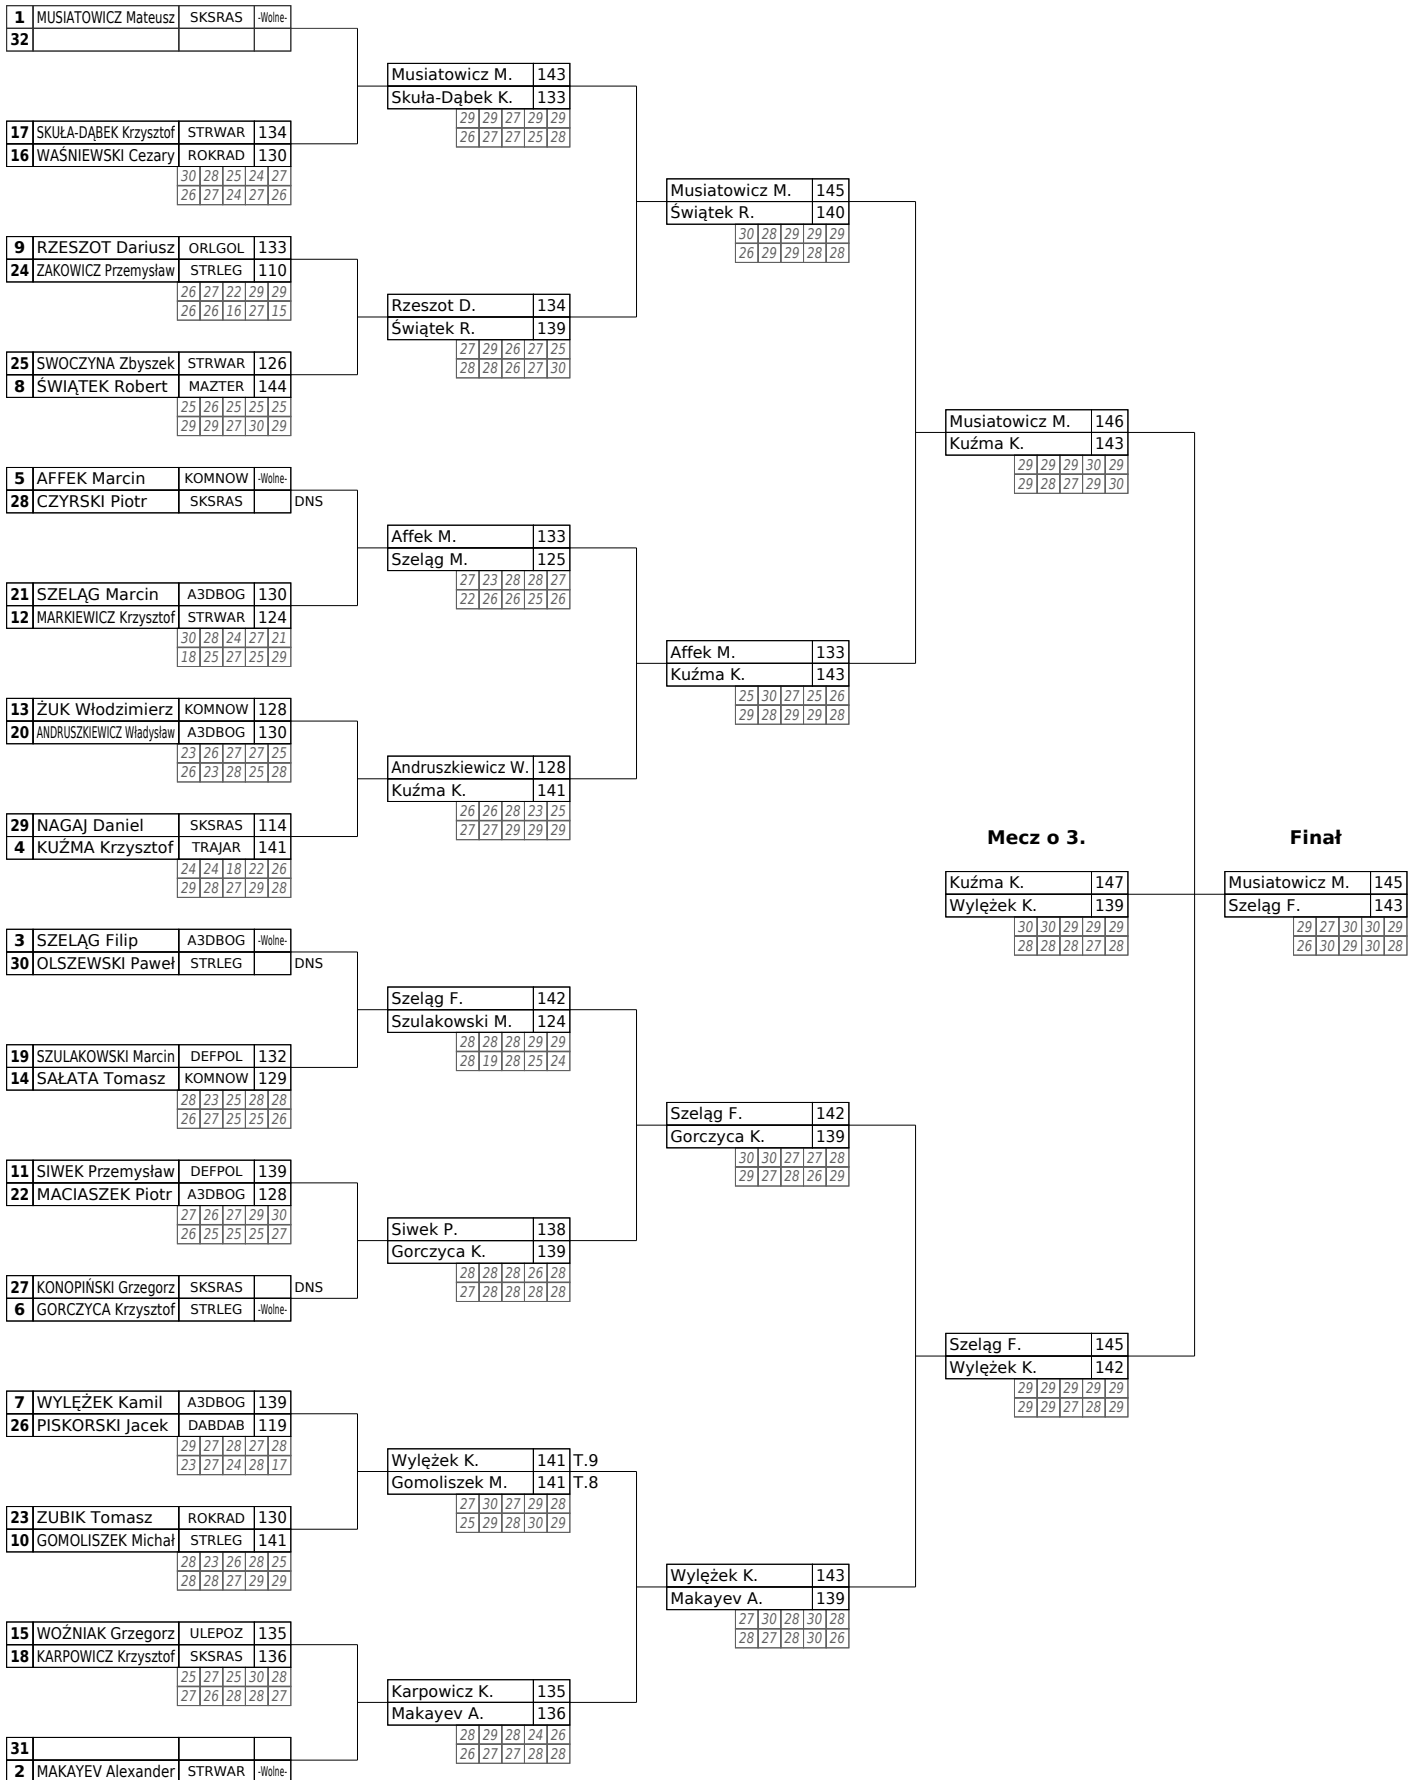 1 MUSIATOWICZ Mateusz SKSRAS -Wolne-
32
Musiatowicz M. 143
Skuła-Dąbek K. 133
29 29 27 29 29
26 27 27 25 28
17 SKUŁA-DĄBEK Krzysztof STRWAR 134
16 WAŚNIEWSKI Cezary ROKRAD 130
30 28 25 24 27
26 27 24 27 26
Musiatowicz M. 145
Świątek R. 140
30 28 29 29 29
26 29 29 28 28
9 RZESZOT Dariusz ORLGOL 133
24 ZAKOWICZ Przemysław STRLEG 110
26 27 22 29 29
26 26 16 27 15
Rzeszot D. 134
Świątek R. 139
27 29 26 27 25
28 28 26 27 30
25 SWOCZYNA Zbyszek STRWAR 126
8 ŚWIĄTEK Robert MAZTER 144
25 26 25 25 25
29 29 27 30 29
Musiatowicz M. 146
Kuźma K. 143
29 29 29 30 29
29 28 27 29 30
5 AFFEK Marcin KOMNOW -Wolne-
28 CZYRSKI Piotr SKSRAS DNS
Affek M. 133
Szeląg M. 125
27 23 28 28 27
22 26 26 25 26
21 SZELĄG Marcin A3DBOG 130
12 MARKIEWICZ Krzysztof STRWAR 124
30 28 24 27 21
18 25 27 25 29
Affek M. 133
Kuźma K. 143
25 30 27 25 26
29 28 29 29 28
13 ŻUK Włodzimierz KOMNOW 128
20 ANDRUSZKIEWICZ Władysław A3DBOG 130
23 26 27 27 25
26 23 28 25 28
Andruszkiewicz W. 128
Kuźma K. 141
26 26 28 23 25
27 27 29 29 29
29 NAGAJ Daniel SKSRAS 114
4 KUŹMA Krzysztof TRAJAR 141
24 24 18 22 26
29 28 27 29 28
Mecz o 3. Finał
Kuźma K. 147 Musiatowicz M. 145
Wylężek K. 139 Szeląg F. 143
30 30 29 29 29 29 27 30 30 29
28 28 28 27 28 26 30 29 30 28
3 SZELĄG Filip A3DBOG -Wolne-
30 OLSZEWSKI Paweł STRLEG DNS
Szeląg F. 142
Szulakowski M. 124
28 28 28 29 29
28 19 28 25 24
19 SZULAKOWSKI Marcin DEFPOL 132
14 SAŁATA Tomasz KOMNOW 129
28 23 25 28 28
26 27 25 25 26
Szeląg F. 142
Gorczyca K. 139
30 30 27 27 28
29 27 28 26 29
11 SIWEK Przemysław DEFPOL 139
22 MACIASZEK Piotr A3DBOG 128
27 26 27 29 30
26 25 25 25 27
Siwek P. 138
Gorczyca K. 139
28 28 28 26 28
27 28 28 28 28
27 KONOPIŃSKI Grzegorz SKSRAS DNS
6 GORCZYCA Krzysztof STRLEG -Wolne-
Szeląg F. 145
Wylężek K. 142
29 29 29 29 29
29 29 27 28 29
7 WYLĘŻEK Kamil A3DBOG 139
26 PISKORSKI Jacek DABDAB 119
29 27 28 27 28
23 27 24 28 17
Wylężek K. 141 T.9
Gomoliszek M. 141 T.8
27 30 27 29 28
25 29 28 30 29
23 ZUBIK Tomasz ROKRAD 130
10 GOMOLISZEK Michał STRLEG 141
28 23 26 28 25
28 28 27 29 29
Wylężek K. 143
Makayev A. 139
27 30 28 30 28
28 27 28 30 26
15 WOŹNIAK Grzegorz ULEPOZ 135
18 KARPOWICZ Krzysztof SKSRAS 136
25 27 25 30 28
27 26 28 28 27
Karpowicz K. 135
Makayev A. 136
28 29 28 24 26
26 27 27 28 28
31
2 MAKAYEV Alexander STRWAR -Wolne-